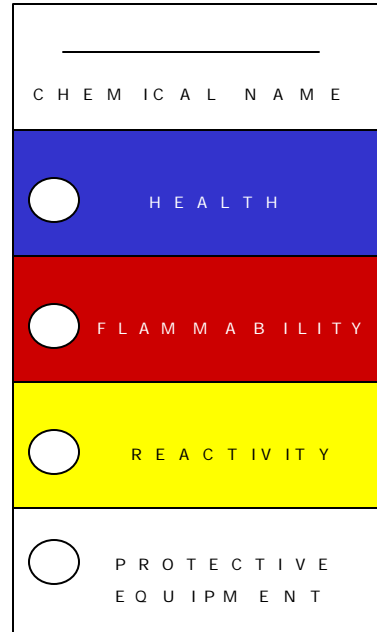 CHEMICAL NAME
HEALTH
FLAMMABILITY
REACTIVITY
PROTECTIVE
EQUIPMENT